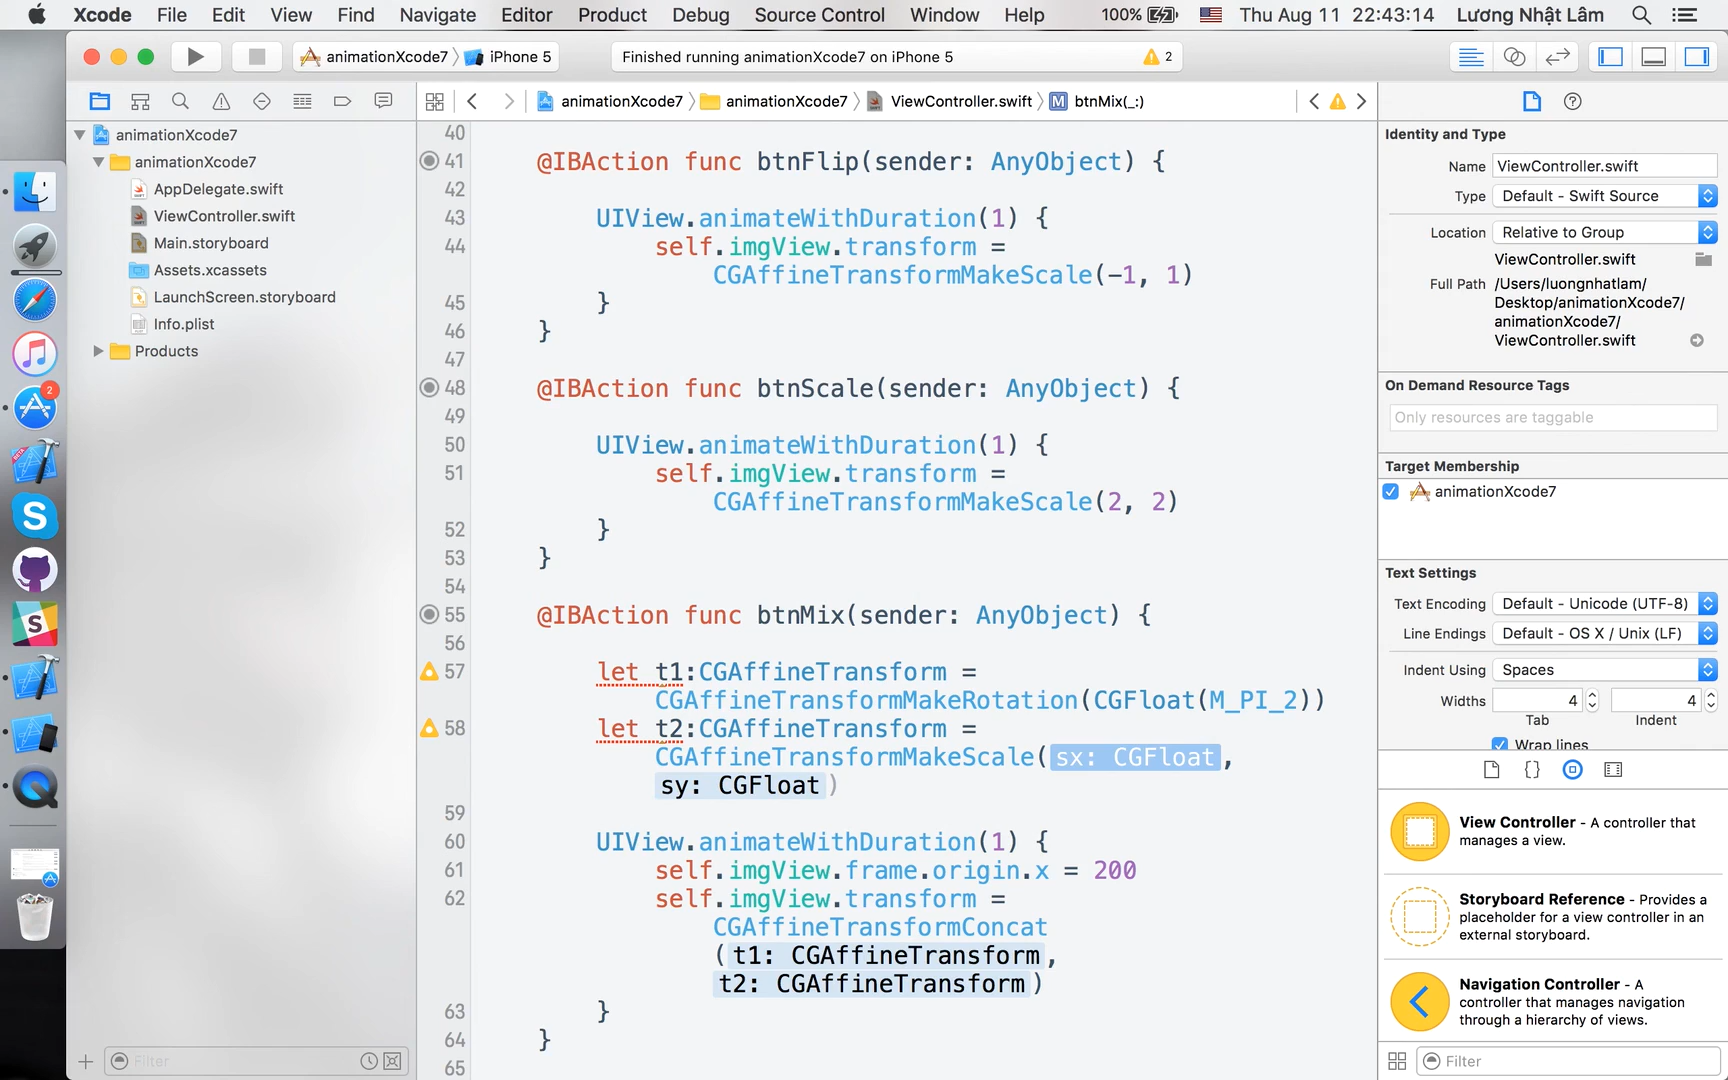 Xcode File Edit View Find Navigate Editor Product Debug Source Control Window Help 100% Thu Aug 11 22:43:14 Lương Nhật Lâm
animationXcode7 iPhone 5
Finished running animationXcode7 on iPhone 5 2
animationXcode7 animationXcode7 ViewController.swift M btnMix(_:)
animationXcode7
animationXcode7
AppDelegate.swift
ViewController.swift
Main.storyboard
Assets.xcassets
LaunchScreen.storyboard
Info.plist
Products
Filter
2
S
S
40
41 @IBAction func btnFlip(sender: AnyObject) {
42
43 UIView.animateWithDuration(1) {
44 self.imgView.transform =
CGAffineTransformMakeScale(-1, 1)
45 }
46 }
47
48 @IBAction func btnScale(sender: AnyObject) {
49
50 UIView.animateWithDuration(1) {
51 self.imgView.transform =
CGAffineTransformMakeScale(2, 2)
52 }
53 }
54
55 @IBAction func btnMix(sender: AnyObject) {
56
57 let t1:CGAffineTransform =
CGAffineTransformMakeRotation(CGFloat(M_PI_2))
58 let t2:CGAffineTransform =
CGAffineTransformMakeScale(sx: CGFloat,
sy: CGFloat)
59
60 UIView.animateWithDuration(1) {
61 self.imgView.frame.origin.x = 200
62 self.imgView.transform =
CGAffineTransformConcat
(t1: CGAffineTransform,
t2: CGAffineTransform)
63 }
64 }
65
Identity and Type
Name ViewController.swift
Type Default - Swift Source
Location Relative to Group
ViewController.swift
Full Path /Users/luongnhatlam/
Desktop/animationXcode7/
animationXcode7/
ViewController.swift
On Demand Resource Tags
Only resources are taggable
Target Membership
animationXcode7
Text Settings
Text Encoding Default - Unicode (UTF-8)
Line Endings Default - OS X / Unix (LF)
Indent Using Spaces
Widths 4 4
Tab Indent
Wrap lines
{}
View Controller - A controller that
manages a view.
Storyboard Reference - Provides a
placeholder for a view controller in an
external storyboard.
Navigation Controller - A
controller that manages navigation
through a hierarchy of views.
Filter